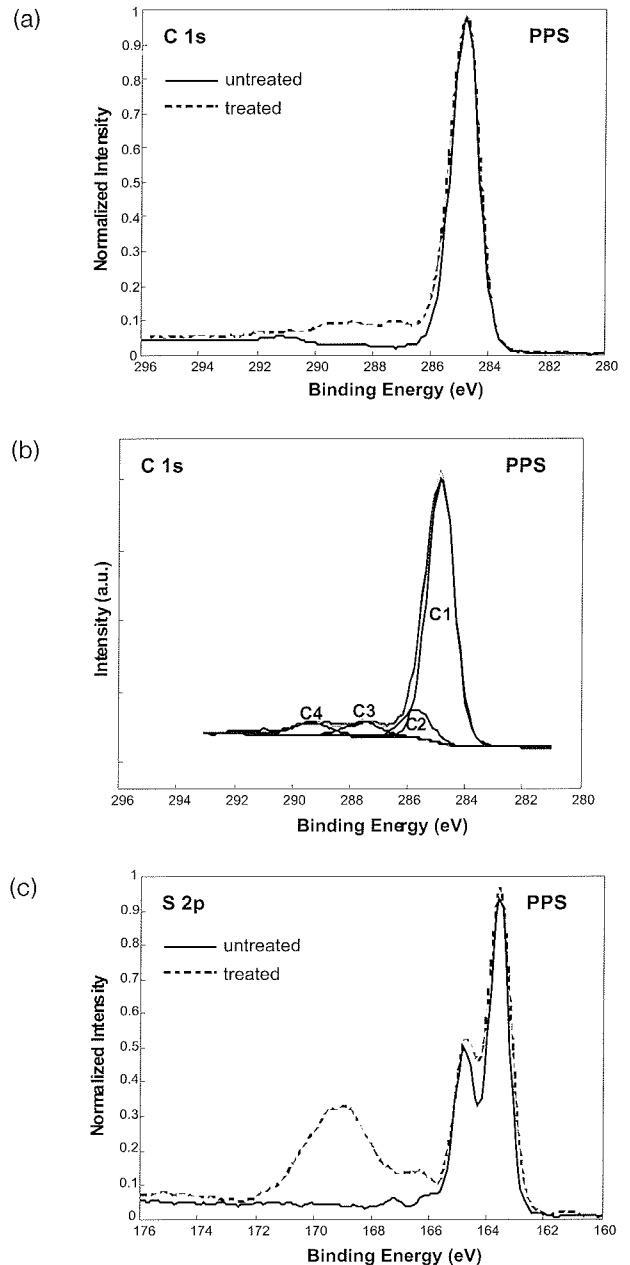 (a)
C 1s PPS
untreated
treated
Normalized Intensity
1
0.9
0.8
0.7
0.6
0.5
0.4
0.3
0.2
0.1
0
296 294 292 290 288 286 284 282 280
Binding Energy (eV)
(b)
C 1s PPS
Intensity (a.u.)
C1
C4 C3 C2
296 294 292 290 288 286 284 282 280
Binding Energy (eV)
(c)
S 2p PPS
untreated
treated
Normalized Intensity
1
0.9
0.8
0.7
0.6
0.5
0.4
0.3
0.2
0.1
0
176 174 172 170 168 166 164 162 160
Binding Energy (eV)